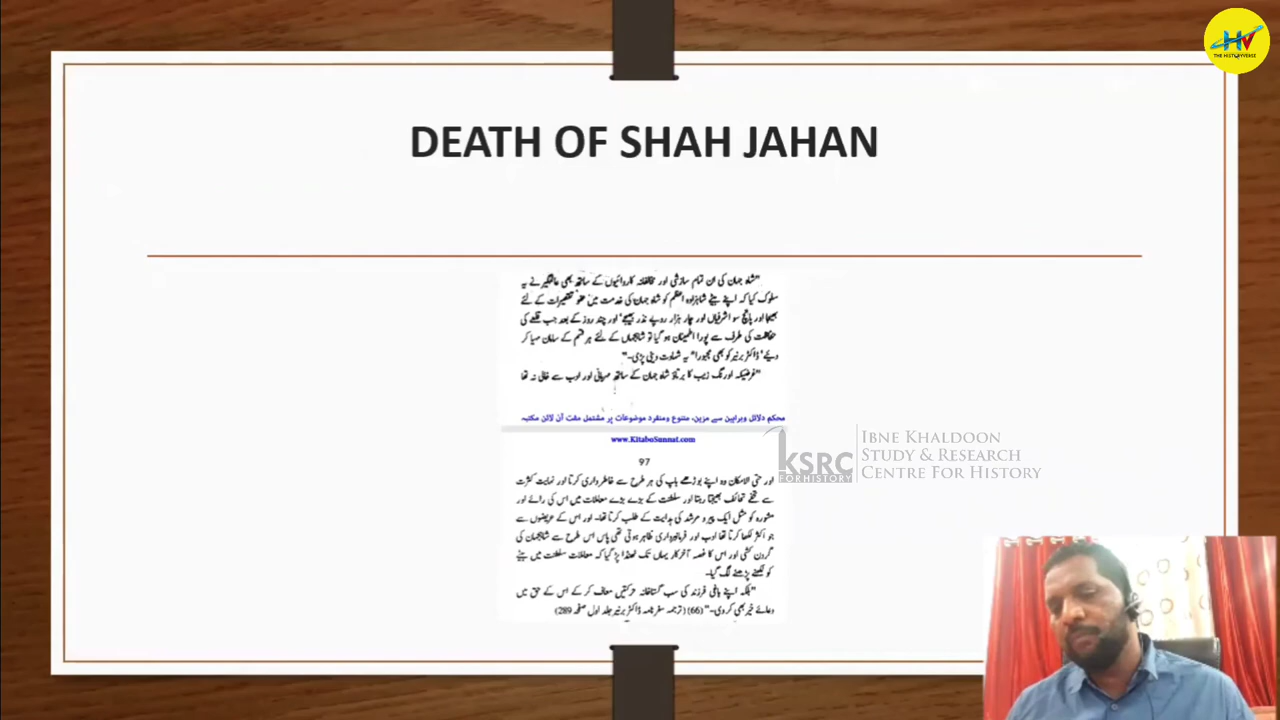 HV
THE HISTORYVERSE
DEATH OF SHAH JAHAN
"شاہ جہان کی ان تمام سازشی اور مخالفانہ کاروائیوں کے ساتھ بھی عالمگیر نے یہ
سلوک کیا کہ اپنے بیٹے شاہزادہ اعظم کو شاہ جہان کی خدمت میں عفو تقصیرات کے لئے
بھیجا اور پانچ سو اشرفیاں اور چار ہزار روپے نذر بھیجے' اور چند روز کے بعد جب قلعے کی
حفاظت کی طرف سے پورا اطمینان ہو گیا تو شاہجہاں کے لئے ہر قسم کے سامان مہیا کر
دیے' ڈاکٹر برنیر کو بھی مجبورا" یہ شہادت دینی پڑی۔"
"غرضیکہ اورنگ زیب کا برتاؤ شاہ جہان کے ساتھ مہربانی اور ادب سے خالی نہ تھا
محکم دلائل وبراہین سے مزین، متنوع ومنفرد موضوعات پر مشتمل مفت آن لائن مکتبہ
www.KitaboSunnat.com
97
اور حتی الامکان وہ اپنے بوڑھے باپ کی ہر طرح سے خاطرداری کرتا اور نہایت کثرت
سے تحفے تحائف بھیجتا رہتا اور سلطنت کے بڑے بڑے معاملات میں اس کی رائے اور
مشورہ کو مثل ایک پیر و مرشد کی ہدایت کے طلب کرتا تھا۔ اور اس کے عریضوں سے
جو اکثر لکھا کرتا تھا ادب اور فرمانبرداری ظاہر ہوتی تھی پاس اس طرح سے شاہجہان کی
گردن کشی اور اس کا غصہ آخرکار یہاں تک ٹھنڈا پڑ گیا کہ معاملات سلطنت میں بیٹے
کو لکھنے پڑھنے لگ گیا۔
"بلکہ اپنے باغی فرزند کی سب گستاخانہ حرکتیں معاف کر کے اس کے حق میں
دعائے خیر بھی کر دی۔" (66) (ترجمہ سفرنامہ ڈاکٹر برنیر جلد اول صفحہ 289)
KSRC
FOR HISTORY
IBNE KHALDOON
STUDY & RESEARCH
CENTRE FOR HISTORY